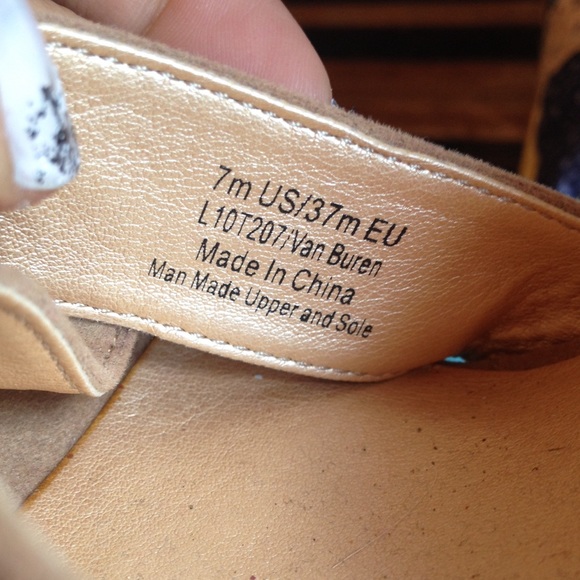 7m US/37m EU
L10T207/Van Buren
Made In China
Man Made Upper and Sole